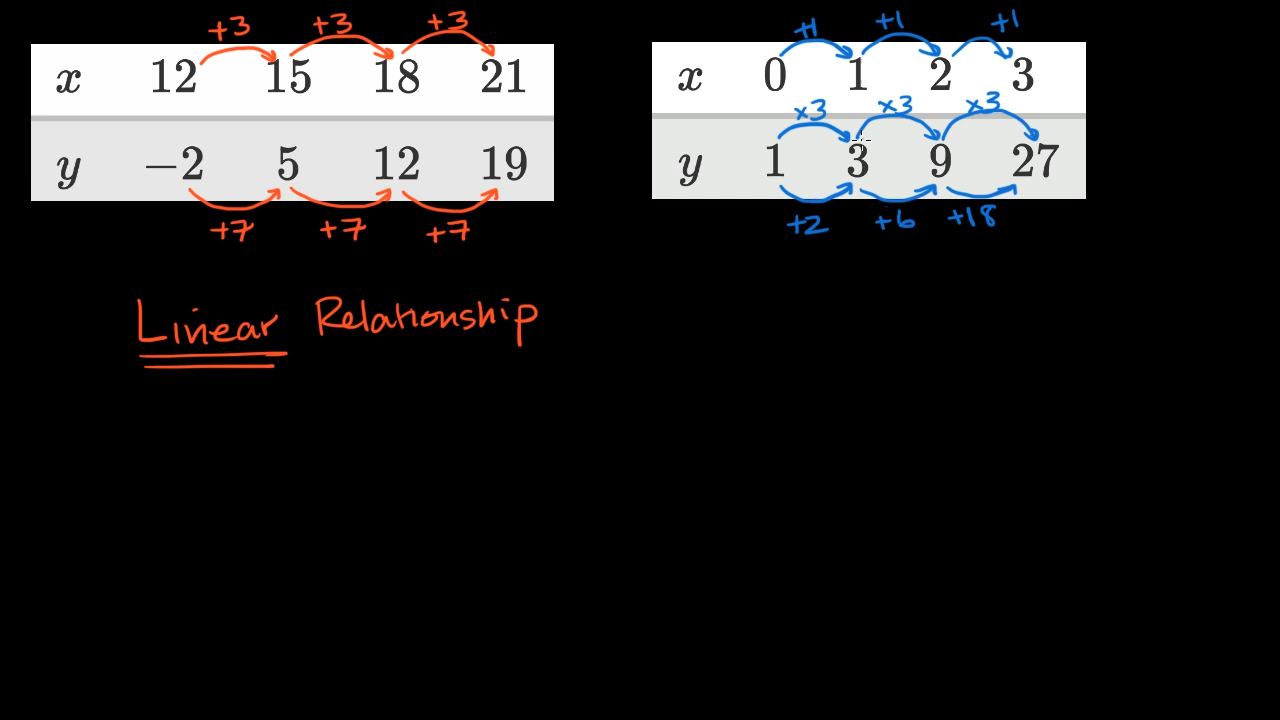 +3 +3 +3
x 12 15 18 21
y −2 5 12 19
+7 +7 +7
Linear Relationship
+1 +1 +1
x 0 1 2 3
×3 ×3 ×3
y 1 3 9 27
+2 +6 +18